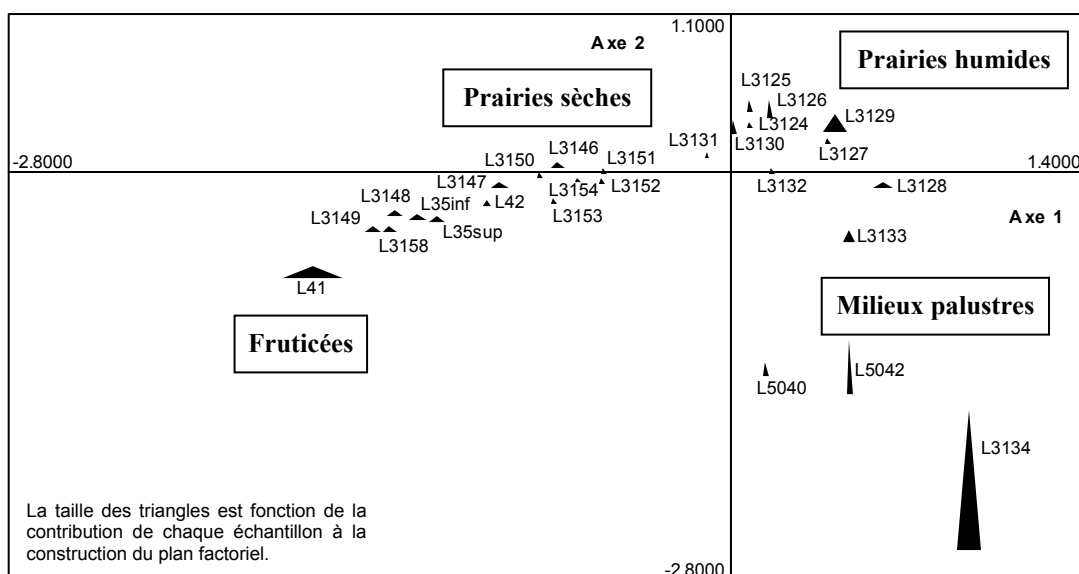 1.1000
Axe 2
Prairies humides
Prairies sèches
L3125
L3126
L3124
L3129
L3131
L3130
L3127
L3146
L3150
L3151
-2.8000
1.4000
L3147
L3154
L3152
L3132
L3128
L3148
L42
L3153
L35inf
L3149
L35sup
Axe 1
L3158
L3133
L41
Milieux palustres
Fruticées
L5042
L5040
L3134
La taille des triangles est fonction de la
contribution de chaque échantillon à la
construction du plan factoriel.
-2.8000